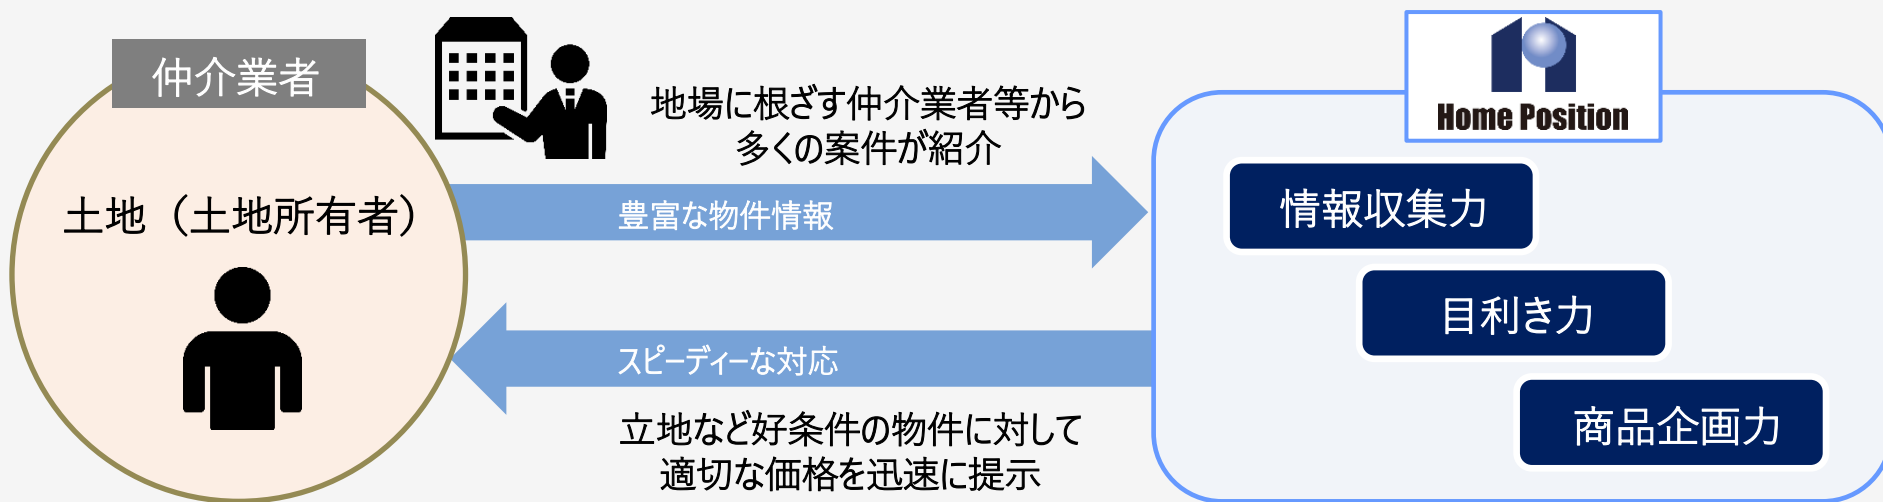 仲介業者
土地（土地所有者）
地場に根ざす仲介業者等から
多くの案件が紹介
豊富な物件情報
スピーディーな対応
立地など好条件の物件に対して
適切な価格を迅速に提示
Home Position
情報収集力
目利き力
商品企画力